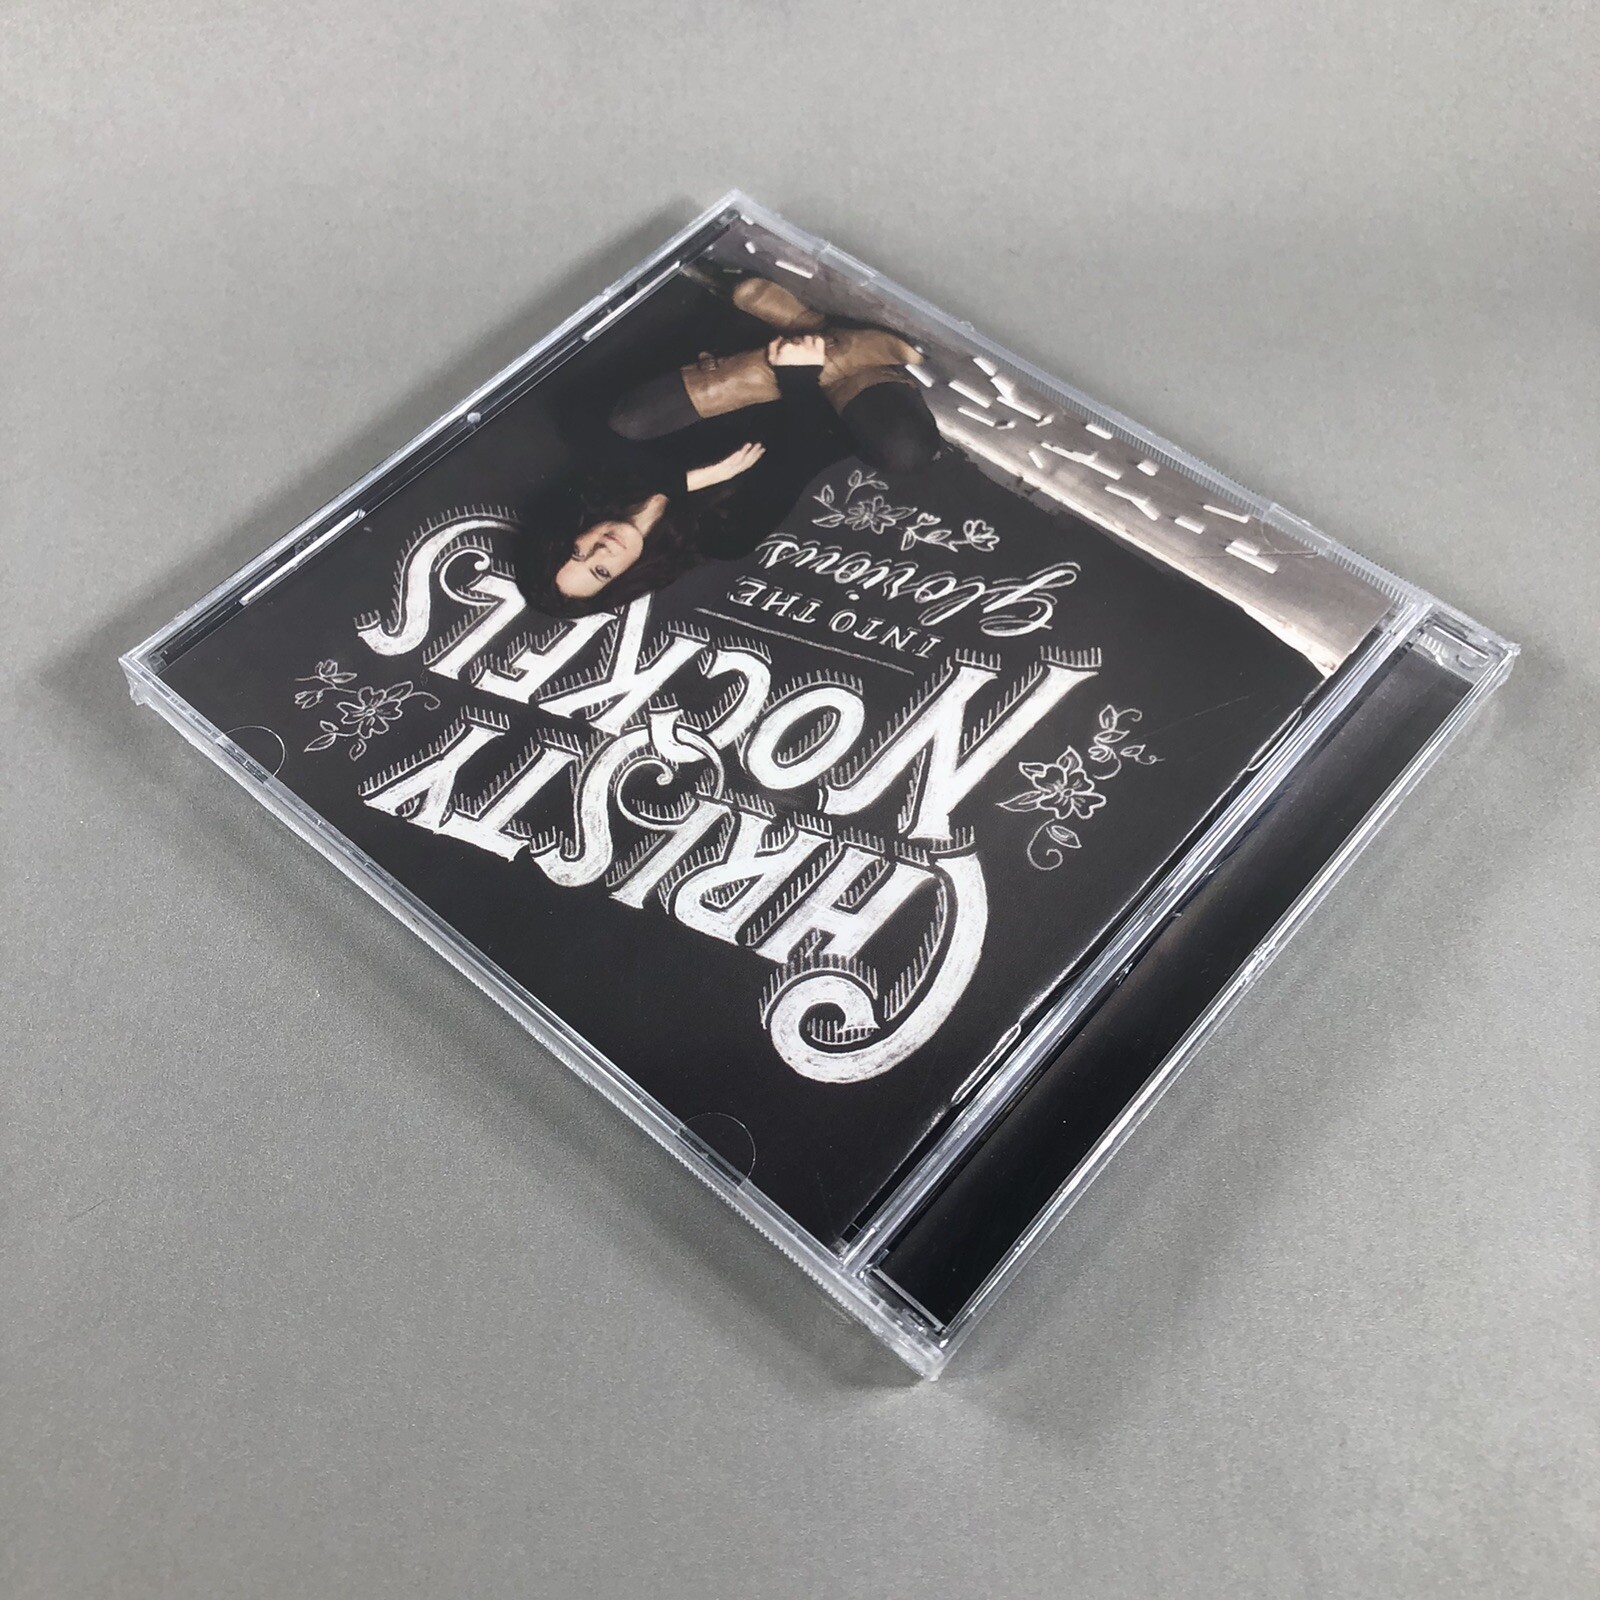 CHRISTY
NOCKELS
INTO THE
Glorious